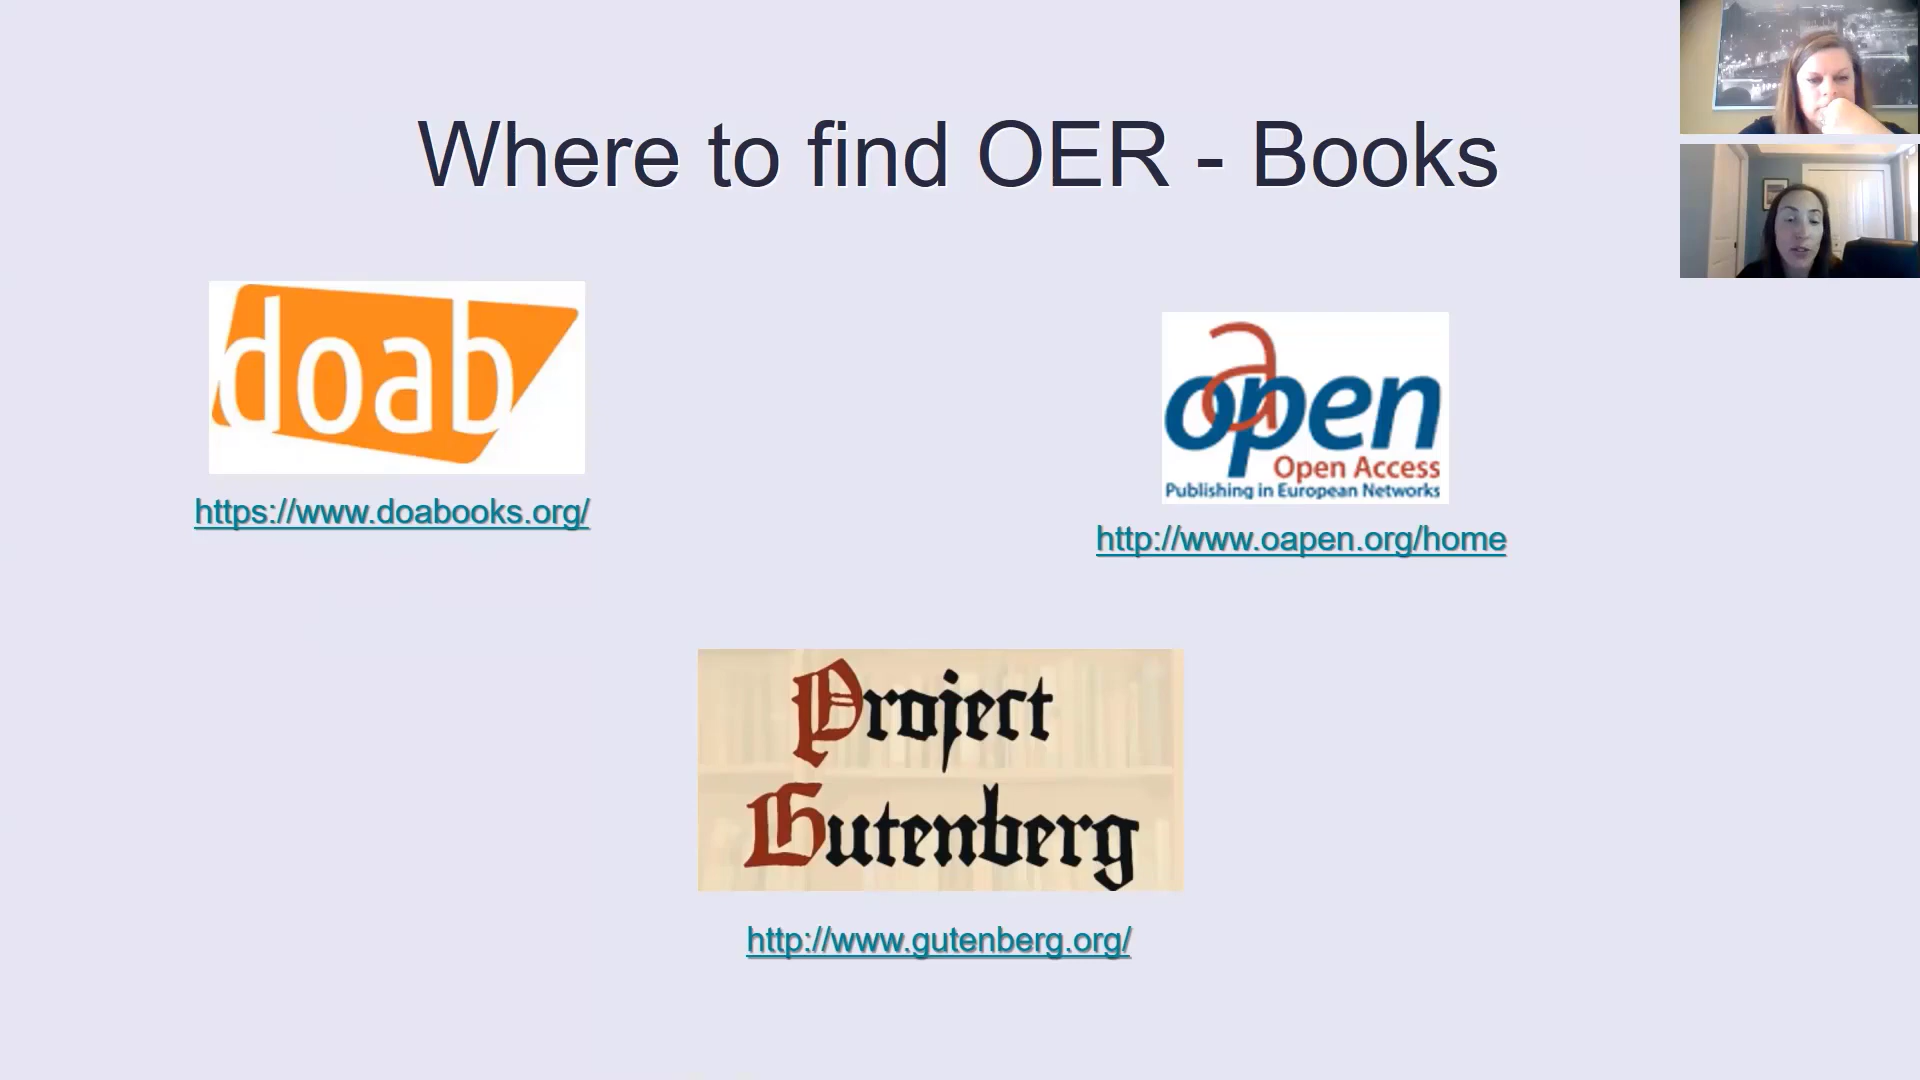 Where to find OER - Books
doab
https://www.doabooks.org/
oapen
Open Access
Publishing in European Networks
http://www.oapen.org/home
Project
Gutenberg
http://www.gutenberg.org/